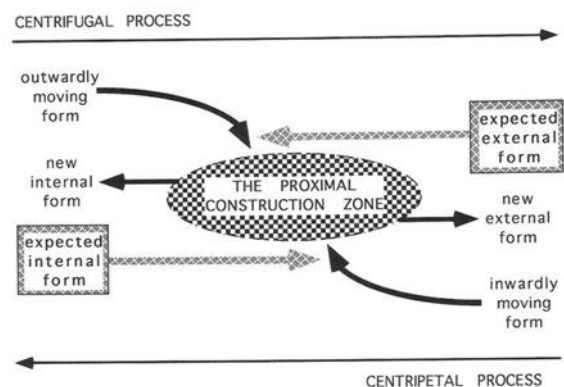 CENTRIFUGAL PROCESS
outwardly
moving
form
expected
external
form
new
internal
form
THE PROXIMAL
CONSTRUCTION ZONE
new
external
form
expected
internal
form
inwardly
moving
form
CENTRIPETAL PROCESS